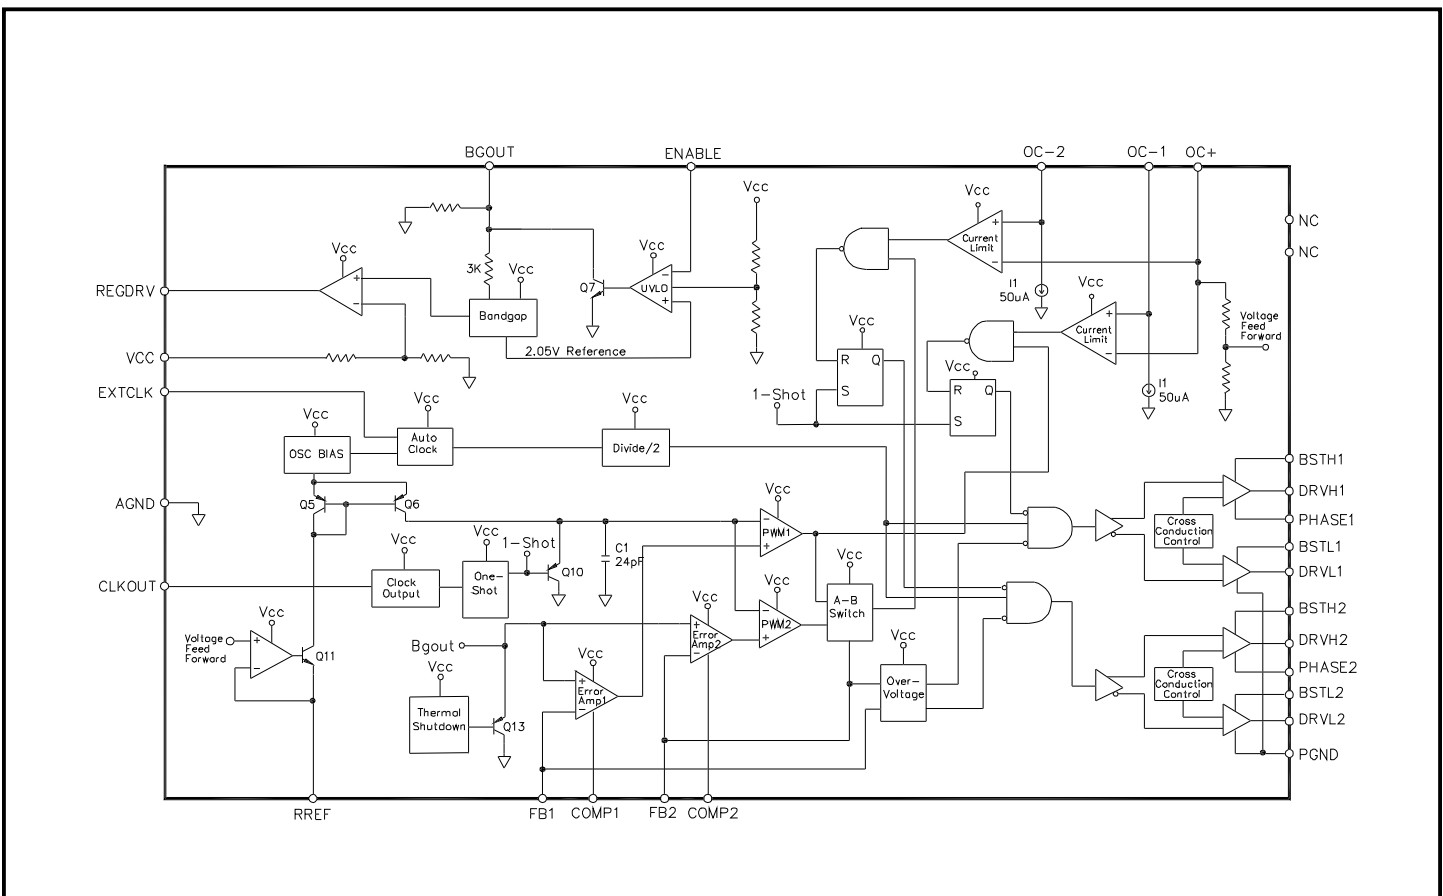 BGOUT
ENABLE
OC-2
OC-1
OC+
NC
NC
Vcc
Vcc
Current
Limit
+
−
Vcc
Vcc
Vcc
3K
REGDRV
+
−
Bandgap
Q7
UVLO
−
+
I1
50uA
Vcc
Current
Limit
+
−
Voltage
Feed
Forward
VCC
2.05V Reference
Vcc
R Q
S
Vcc
R Q
S
I1
50uA
EXTCLK
1-Shot
Vcc
Vcc
Vcc
OSC BIAS
Auto
Clock
Divide/2
BSTH1
DRVH1
PHASE1
BSTL1
DRVL1
Cross
Conduction
Control
AGND
Q5
Q6
Vcc
−
PWM1
+
Vcc
Vcc
1-Shot
C1
24pF
CLKOUT
Clock
Output
One-
Shot
Q10
Vcc
A-B
Switch
Vcc
−
PWM2
+
Vcc
+
Error
Amp2
−
BSTH2
DRVH2
PHASE2
BSTL2
DRVL2
PGND
Cross
Conduction
Control
Vcc
Voltage
Feed
Forward
+
−
Q11
Bgout
Vcc
Vcc
+
Error
Amp1
−
Vcc
Over-
Voltage
Thermal
Shutdown
Q13
RREF
FB1
COMP1
FB2
COMP2